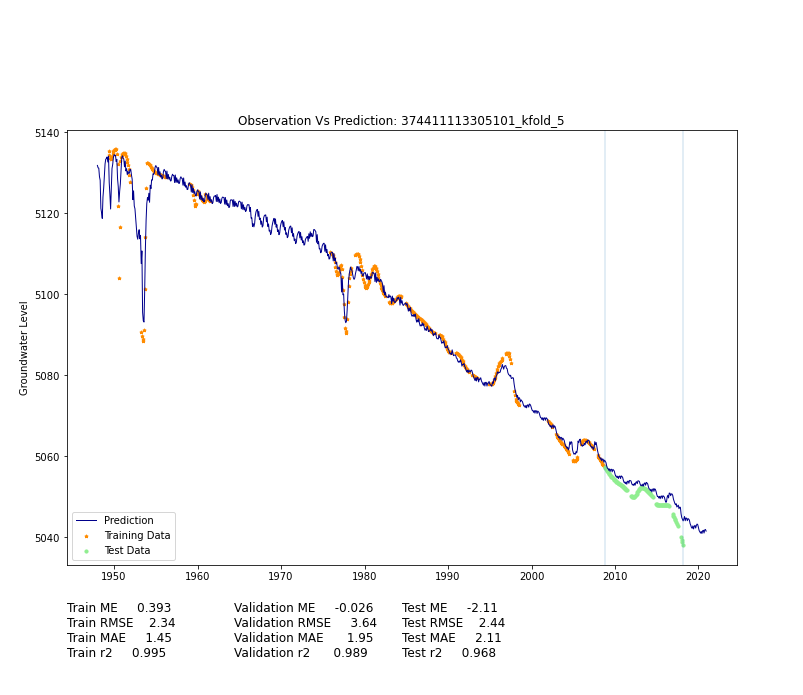 Observation Vs Prediction: 374411113305101_kfold_5
5140
5120
5100
5080
5060
5040
Groundwater Level
Prediction
Training Data
Test Data
1950 1960 1970 1980 1990 2000 2010 2020
Train ME 0.393 Validation ME -0.026 Test ME -2.11
Train RMSE 2.34 Validation RMSE 3.64 Test RMSE 2.44
Train MAE 1.45 Validation MAE 1.95 Test MAE 2.11
Train r2 0.995 Validation r2 0.989 Test r2 0.968